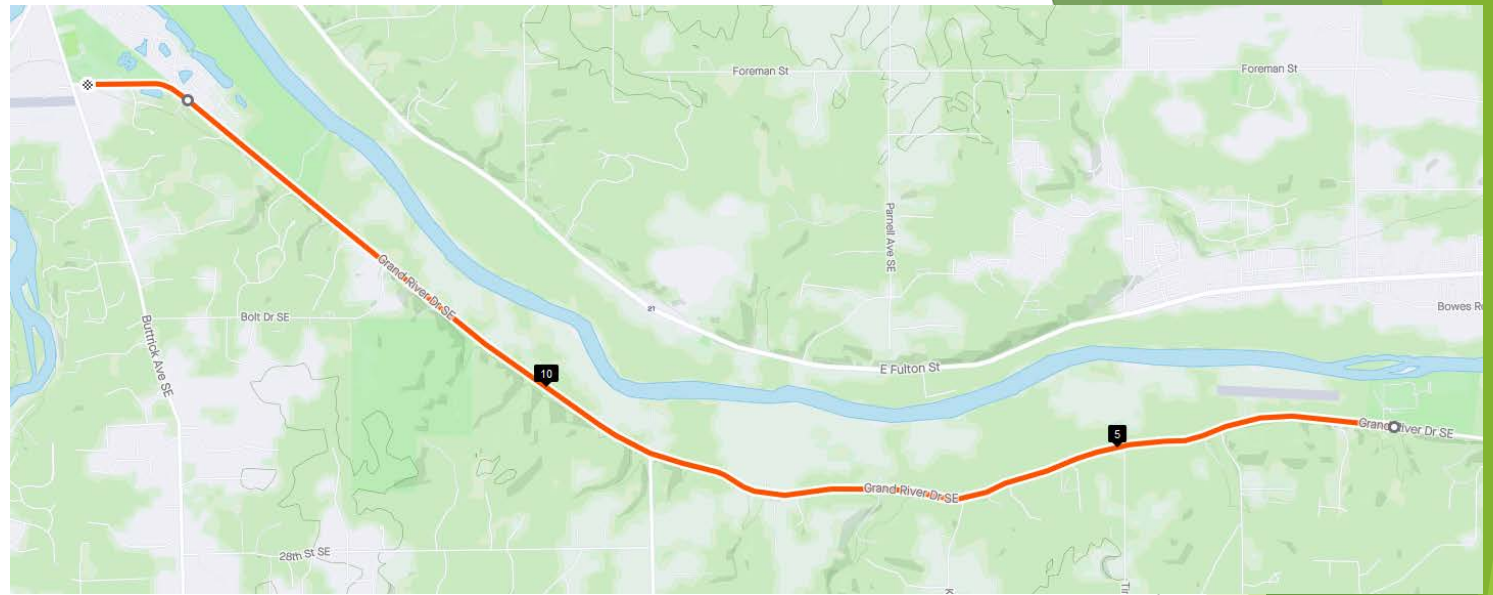 Foreman St
Foreman St
Parnell Ave SE
Grand River Dr SE
Bowes
21
Bolt Dr SE
Buttrick Ave SE
E Fulton St
10
Grand River Dr SE
5
Grand River Dr SE
28th St SE